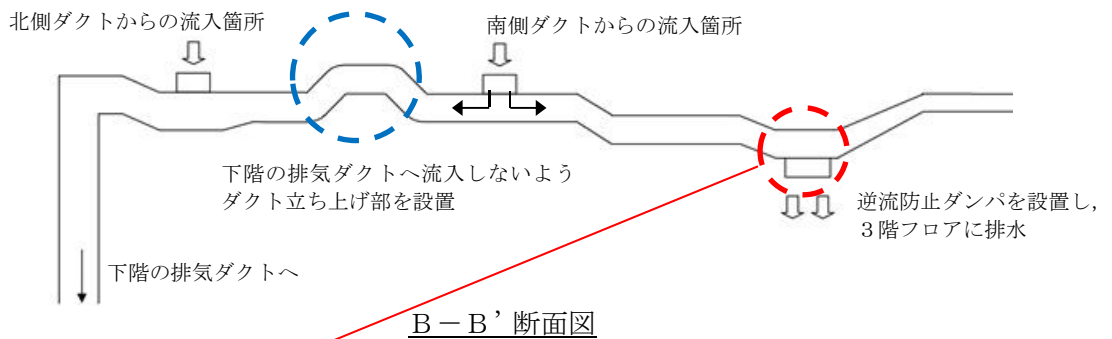 北側ダクトからの流入箇所
南側ダクトからの流入箇所
下階の排気ダクトへ流入しないよう
ダクト立ち上げ部を設置
逆流防止ダンパを設置し，
３階フロアに排水
下階の排気ダクトへ
Ｂ－Ｂ’断面図